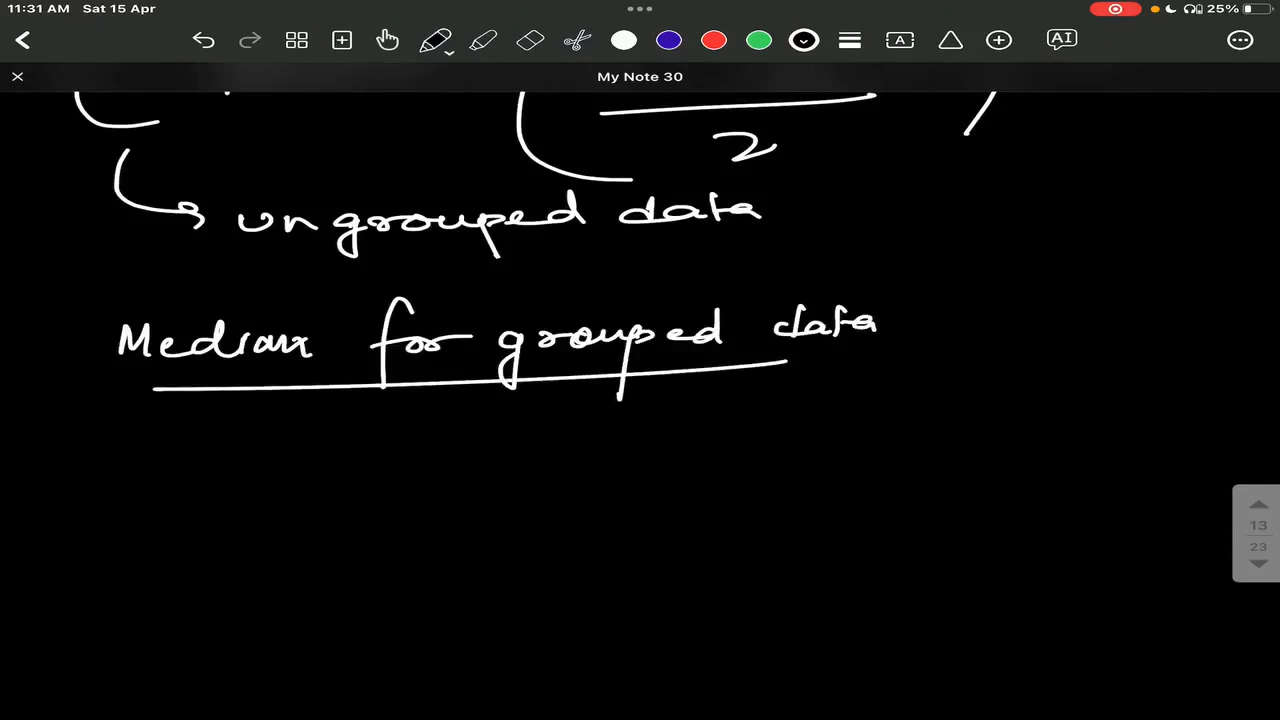 11:31 AM Sat 15 Apr
25%
A
AI
My Note 30
2
ungrouped data
Median for grouped data
13
23